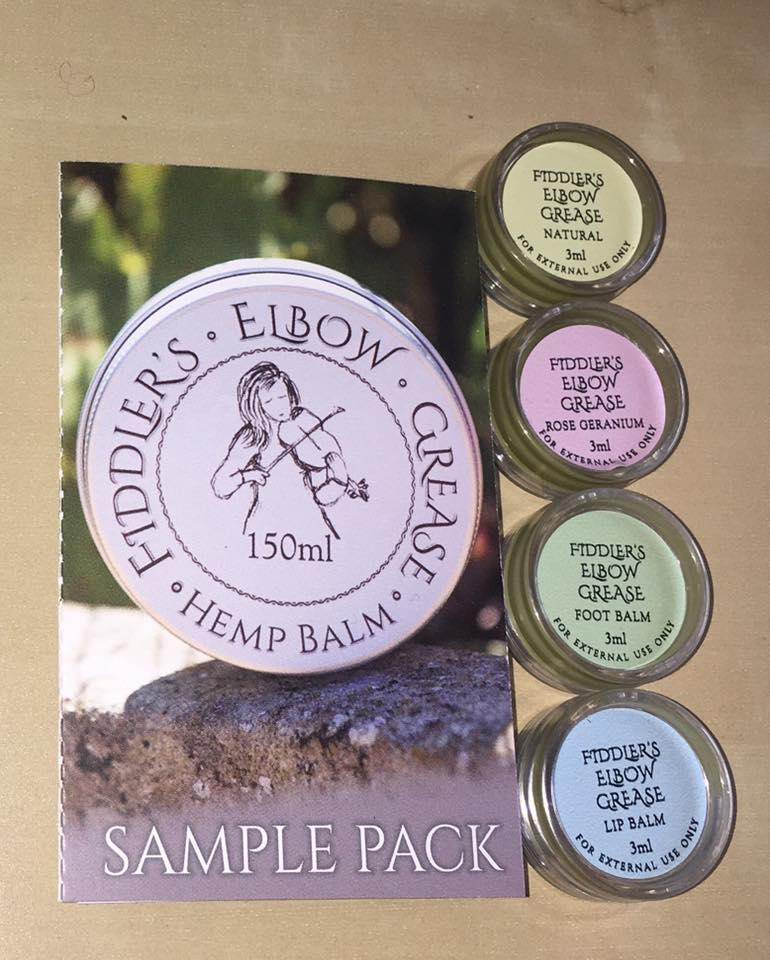 FIDDLER'S • ELBOW • GREASE
150ml
• HEMP BALM •
SAMPLE PACK
FIDDLER'S
ELBOW
GREASE
NATURAL
3ml
FOR EXTERNAL USE ONLY
FIDDLER'S
ELBOW
GREASE
ROSE GERANIUM
3ml
FOR EXTERNAL USE ONLY
FIDDLER'S
ELBOW
GREASE
FOOT BALM
3ml
FOR EXTERNAL USE ONLY
FIDDLER'S
ELBOW
GREASE
LIP BALM
3ml
FOR EXTERNAL USE ONLY